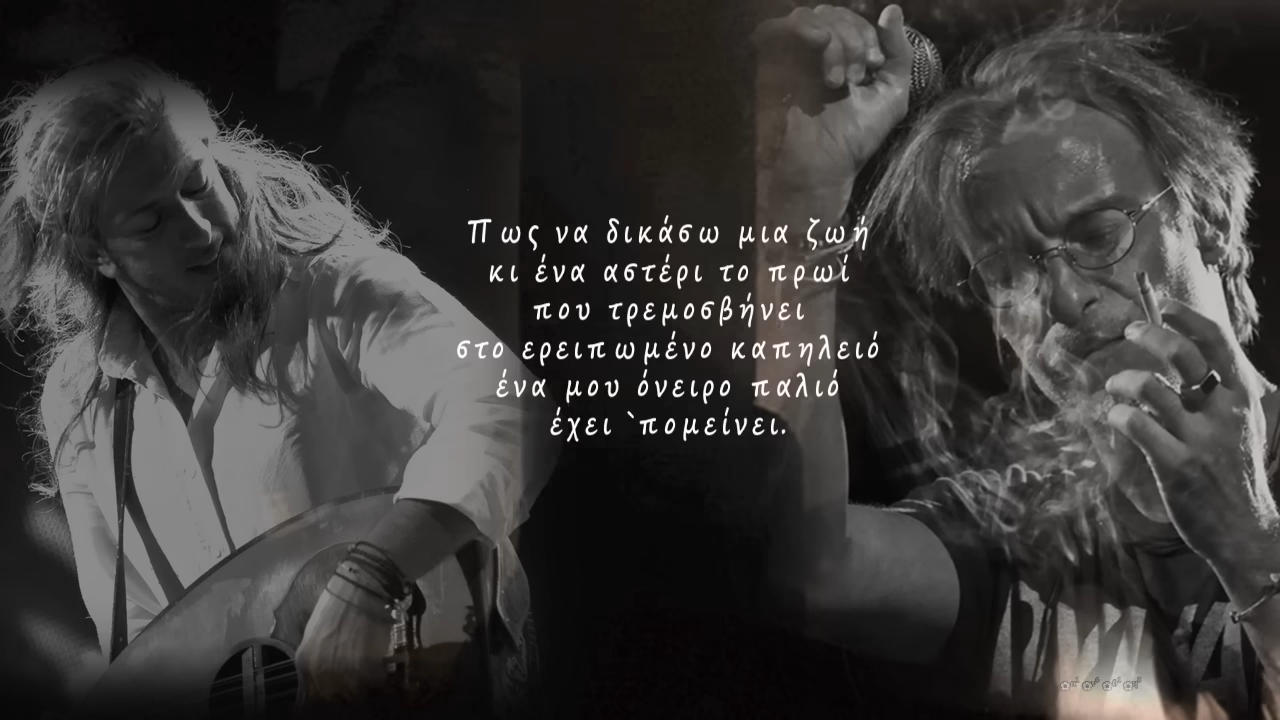 Πως να δικάσω μια ζωή
κι ένα αστέρι το πρωί
που τρεμοσβήνει
στο ερειπωμένο καπηλειό
ένα μου όνειρο παλιό
έχει `πομείνει.